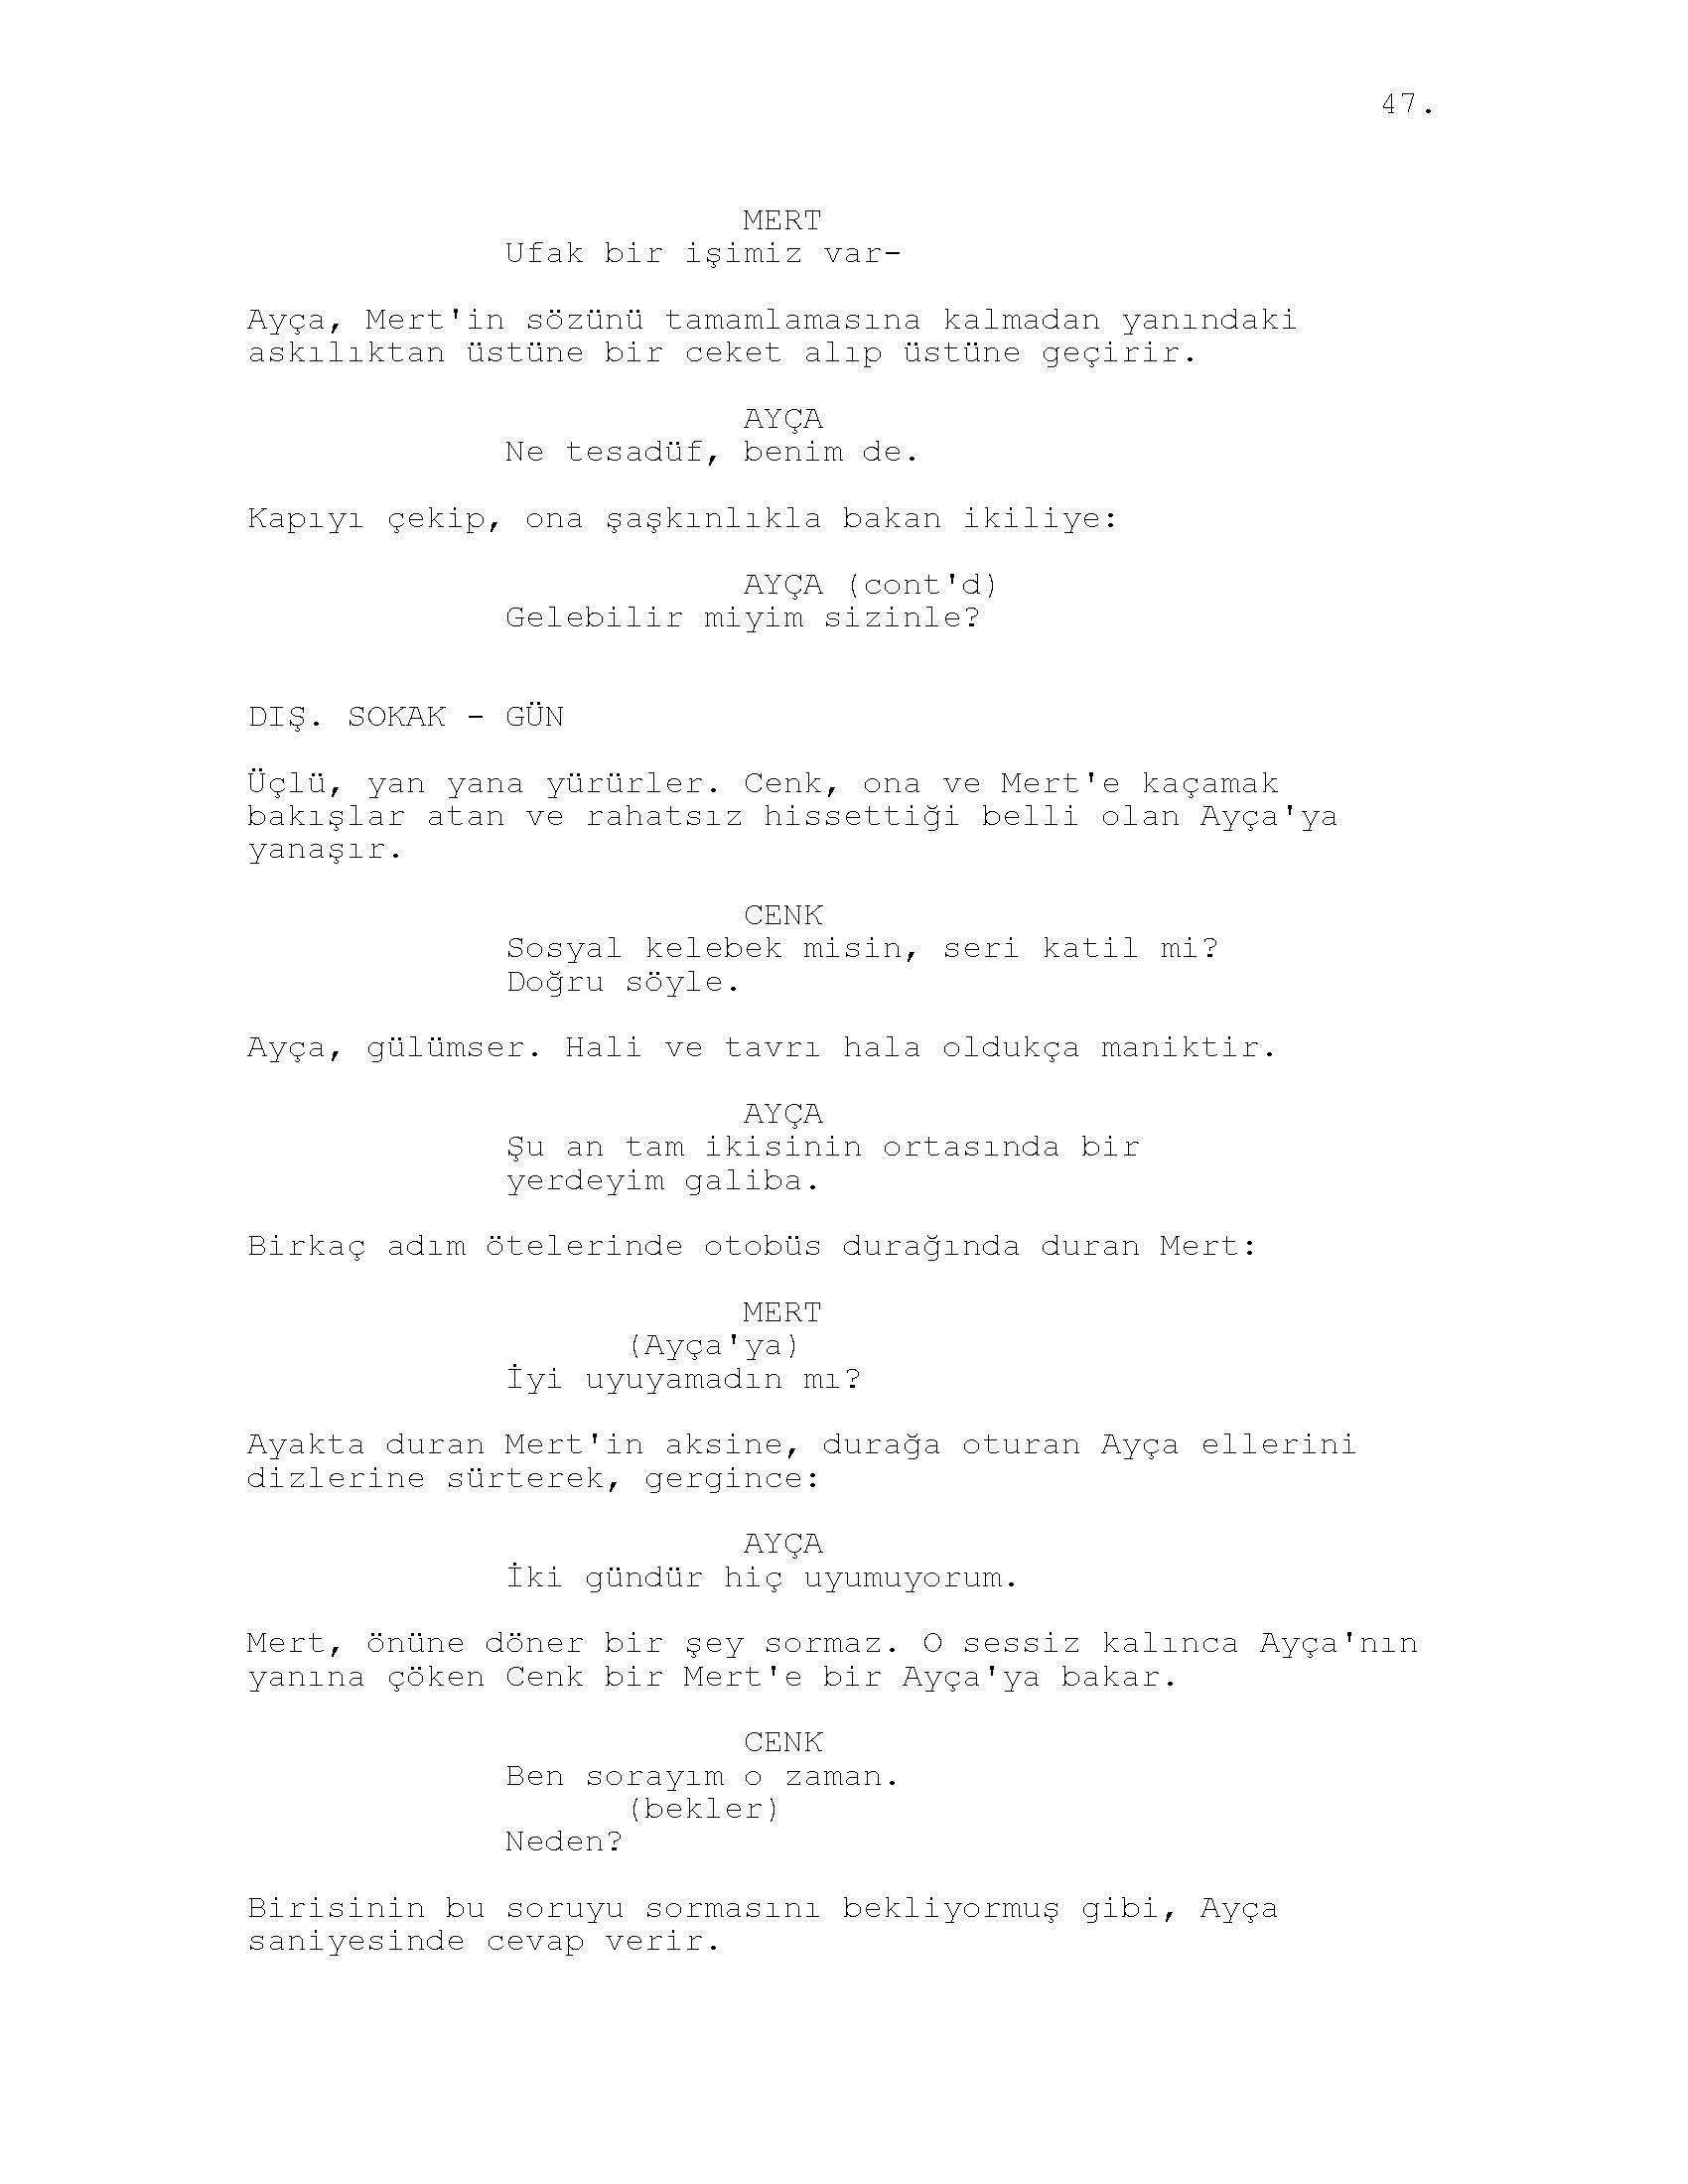 47.
MERT
Ufak bir işimiz var-
Ayça, Mert'in sözünü tamamlamasına kalmadan yanındaki
askılıktan üstüne bir ceket alıp üstüne geçirir.
AYÇA
Ne tesadüf, benim de.
Kapıyı çekip, ona şaşkınlıkla bakan ikiliye:
AYÇA (cont'd)
Gelebilir miyim sizinle?
DIŞ. SOKAK - GÜN
Üçlü, yan yana yürürler. Cenk, ona ve Mert'e kaçamak
bakışlar atan ve rahatsız hissettiği belli olan Ayça'ya
yanaşır.
CENK
Sosyal kelebek misin, seri katil mi?
Doğru söyle.
Ayça, gülümser. Hali ve tavrı hala oldukça maniktir.
AYÇA
Şu an tam ikisinin ortasında bir
yerdeyim galiba.
Birkaç adım ötelerinde otobüs durağında duran Mert:
MERT
(Ayça'ya)
İyi uyuyamadın mı?
Ayakta duran Mert'in aksine, durağa oturan Ayça ellerini
dizlerine sürterek, gergince:
AYÇA
İki gündür hiç uyumuyorum.
Mert, önüne döner bir şey sormaz. O sessiz kalınca Ayça'nın
yanına çöken Cenk bir Mert'e bir Ayça'ya bakar.
CENK
Ben sorayım o zaman.
(bekler)
Neden?
Birisinin bu soruyu sormasını bekliyormuş gibi, Ayça
saniyesinde cevap verir.